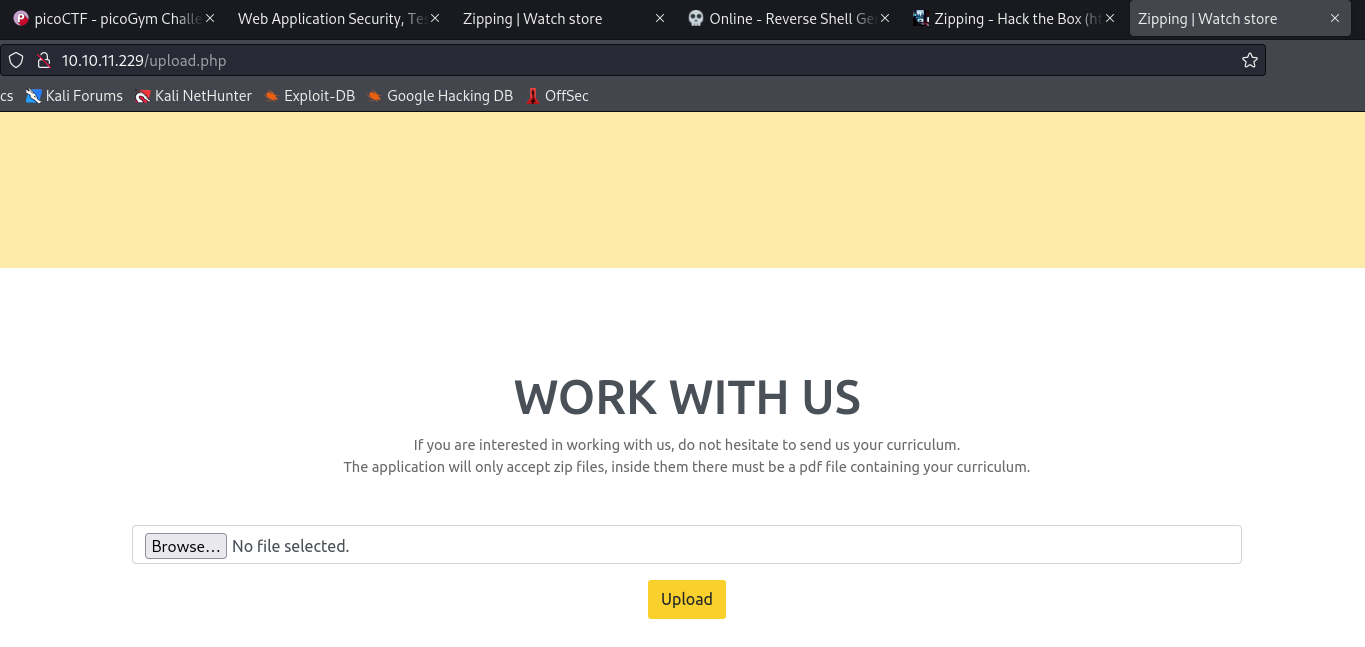 picoCTF - picoGym Challe
Web Application Security, Te
Zipping | Watch store
Online - Reverse Shell Ge
Zipping - Hack the Box (ht
Zipping | Watch store
10.10.11.229/upload.php
cs Kali Forums Kali NetHunter Exploit-DB Google Hacking DB OffSec
WORK WITH US
If you are interested in working with us, do not hesitate to send us your curriculum.
The application will only accept zip files, inside them there must be a pdf file containing your curriculum.
Browse… No file selected.
Upload